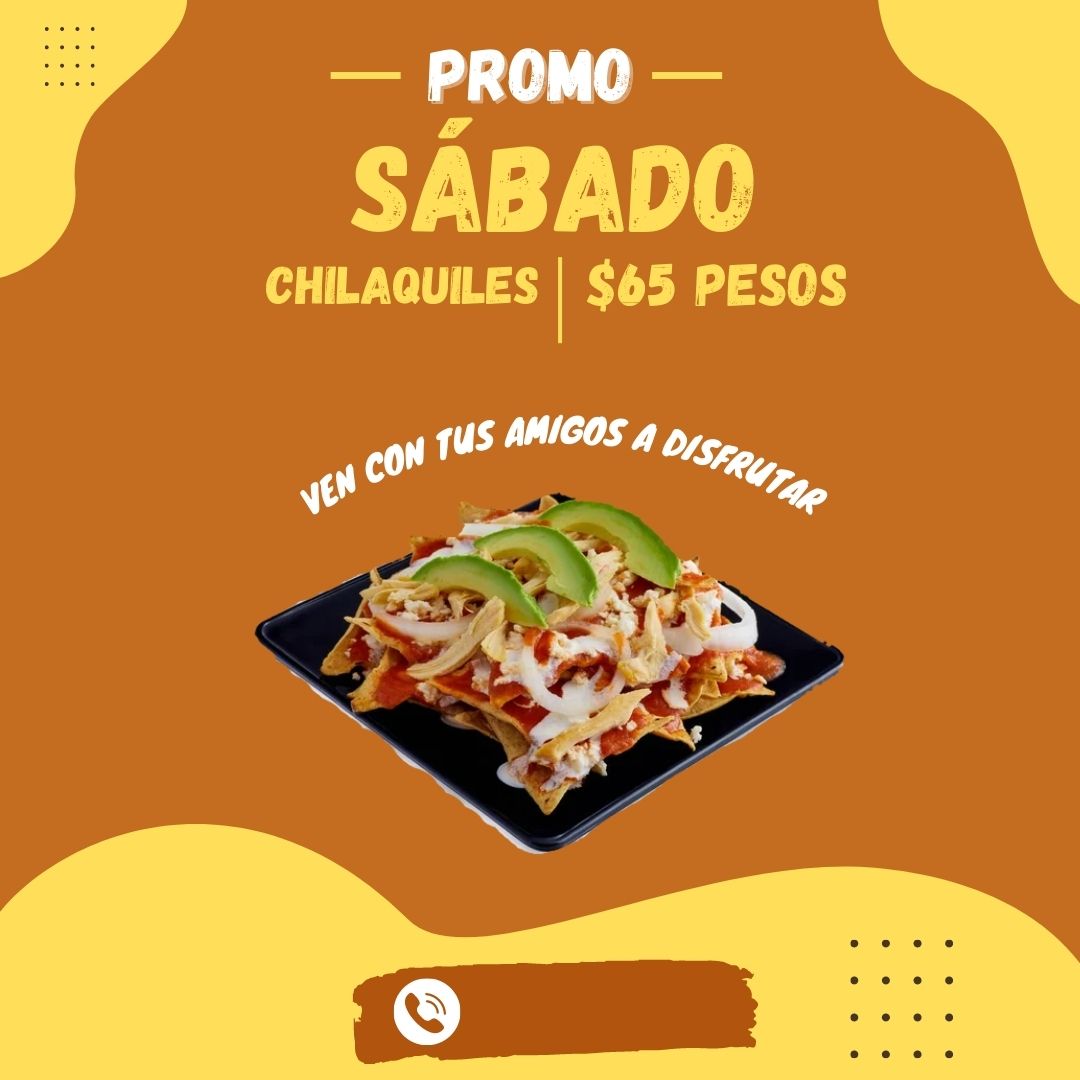 PROMO
SÁBADO
CHILAQUILES | $65 PESOS
VEN CON TUS AMIGOS A DISFRUTAR